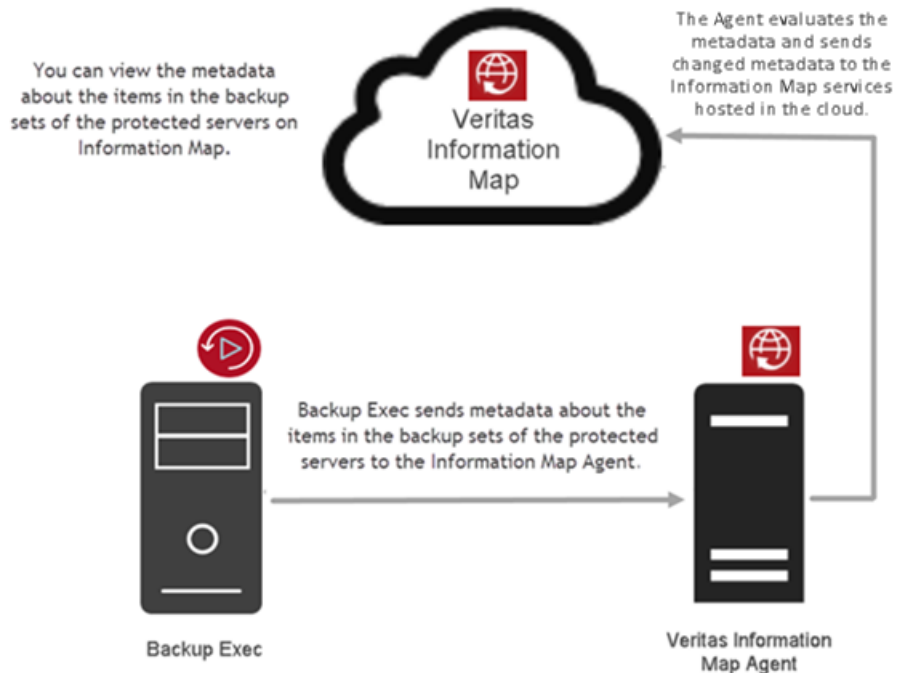 You can view the metadata
about the items in the backup
sets of the protected servers on
Information Map.
Veritas
Information
Map
The Agent evaluates the
metadata and sends
changed metadata to the
Information Map services
hosted in the cloud.
Backup Exec sends metadata about the
items in the backup sets of the protected
servers to the Information Map Agent.
Backup Exec
Veritas Information
Map Agent